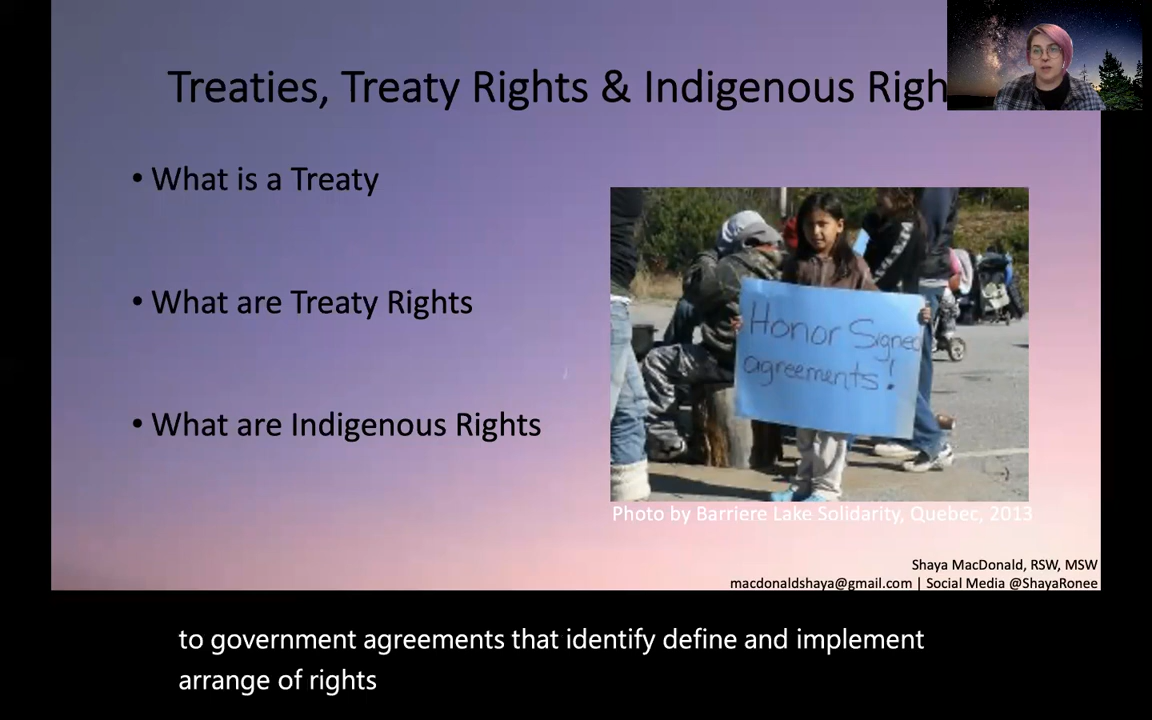 Treaties, Treaty Rights & Indigenous Righ
• What is a Treaty
• What are Treaty Rights
• What are Indigenous Rights
Honor Signed
agreements!
Photo by Barriere Lake Solidarity, Quebec, 2013
Shaya MacDonald, RSW, MSW
macdonaldshaya@gmail.com | Social Media @ShayaRonee
to government agreements that identify define and implement
arrange of rights